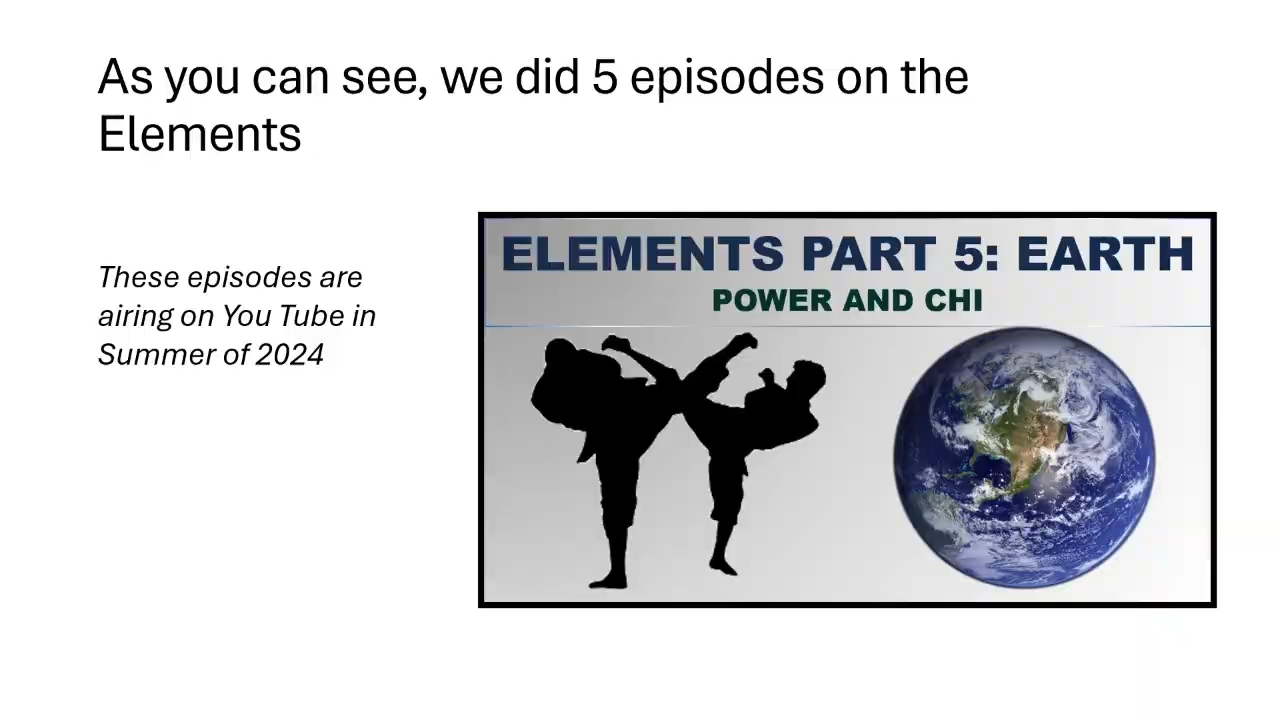 As you can see, we did 5 episodes on the
Elements
These episodes are
airing on You Tube in
Summer of 2024
ELEMENTS PART 5: EARTH
POWER AND CHI